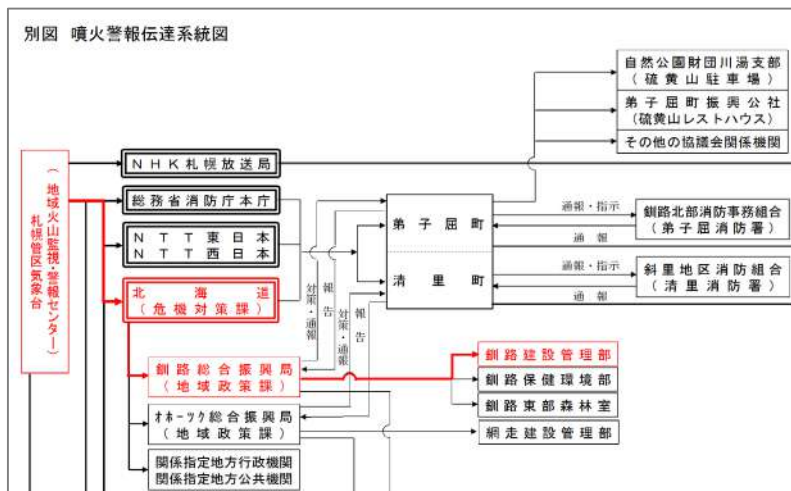 別図 噴火警報伝達系統図
自然公園財団川湯支部
(硫黄山駐車場)
弟子屈町振興公社
(硫黄山レストハウス)
その他の協議会関係機関
札幌管区気象台
(地域火山監視・警報センター)
NHK札幌放送局
総務省消防庁本庁
NTT東日本
NTT西日本
北海道
(危機対策課)
弟子屈町
清里町
通報・指示
釧路北部消防事務組合
(弟子屈消防署)
通報
通報・指示
斜里地区消防組合
(清里消防署)
通報
対策・通報
報告
対策・通報
報告
釧路総合振興局
(地域政策課)
釧路建設管理部
釧路保健環境部
釧路東部森林室
オホーツク総合振興局
(地域政策課)
網走建設管理部
関係指定地方行政機関
関係指定地方公共機関